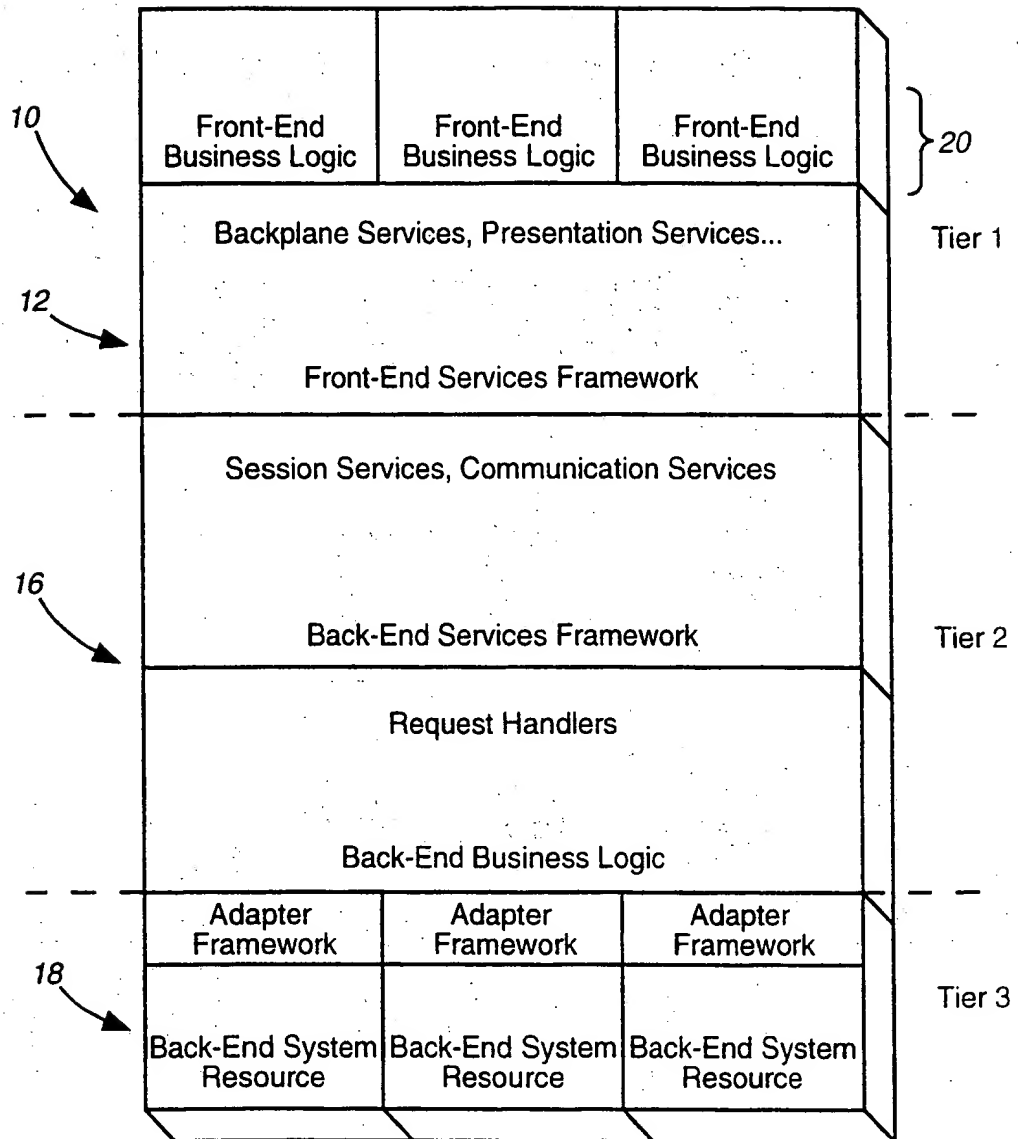 Front-End
Business Logic
Front-End
Business Logic
Front-End
Business Logic
10
20
Backplane Services, Presentation Services...
Tier 1
12
Front-End Services Framework
Session Services, Communication Services
16
Back-End Services Framework
Tier 2
Request Handlers
Back-End Business Logic
Adapter
Framework
Adapter
Framework
Adapter
Framework
18
Tier 3
Back-End System
Resource
Back-End System
Resource
Back-End System
Resource